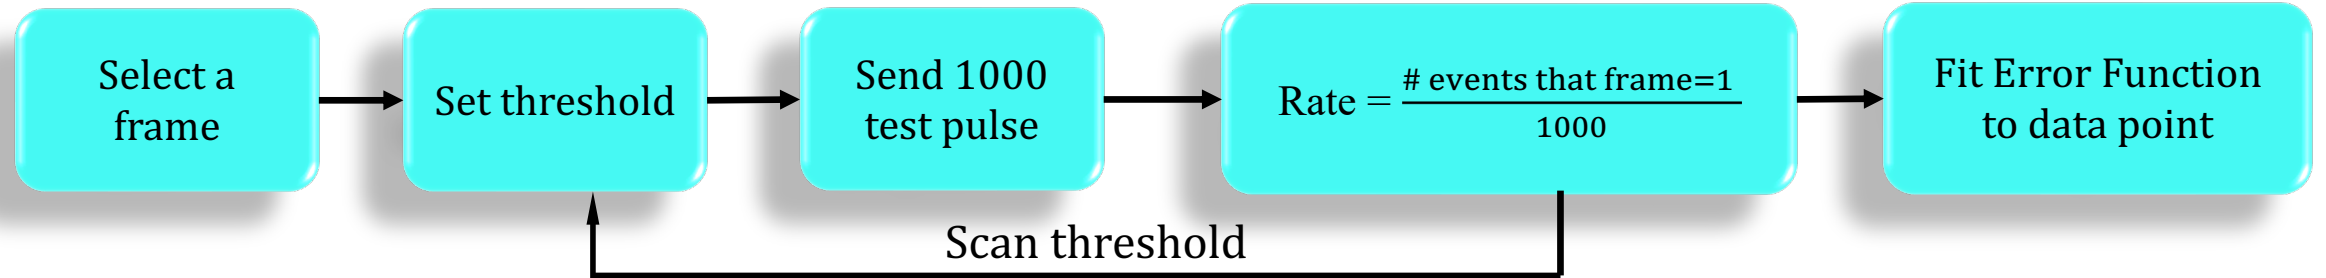 Select a
frame
Set threshold
Send 1000
test pulse
Rate = # events that frame=1
1000
Fit Error Function
to data point
Scan threshold